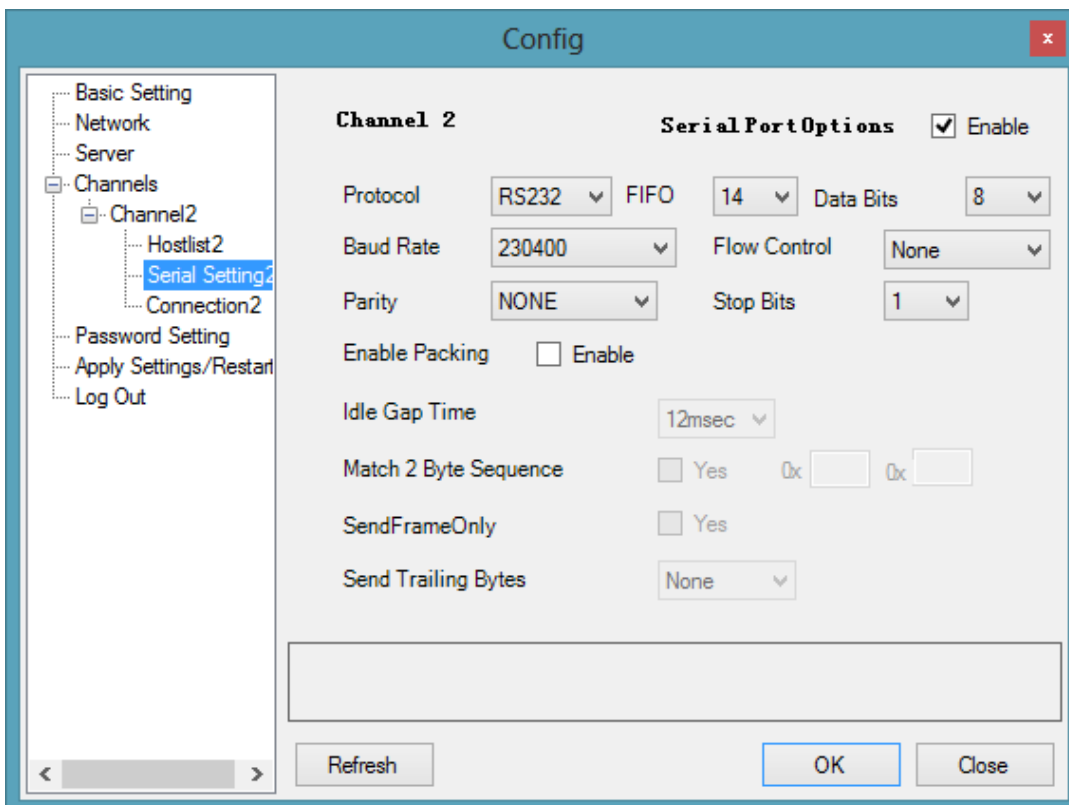 Config
x
Basic Setting
Network
Server
Channels
Channel2
Hostlist2
Serial Setting2
Connection2
Password Setting
Apply Settings/Restart
Log Out
Channel 2
SerialPortOptions Enable
Protocol RS232 FIFO 14 Data Bits 8
Baud Rate 230400 Flow Control None
Parity NONE Stop Bits 1
Enable Packing Enable
Idle Gap Time 12msec
Match 2 Byte Sequence Yes 0x 0x
SendFrameOnly Yes
Send Trailing Bytes None
Refresh OK Close